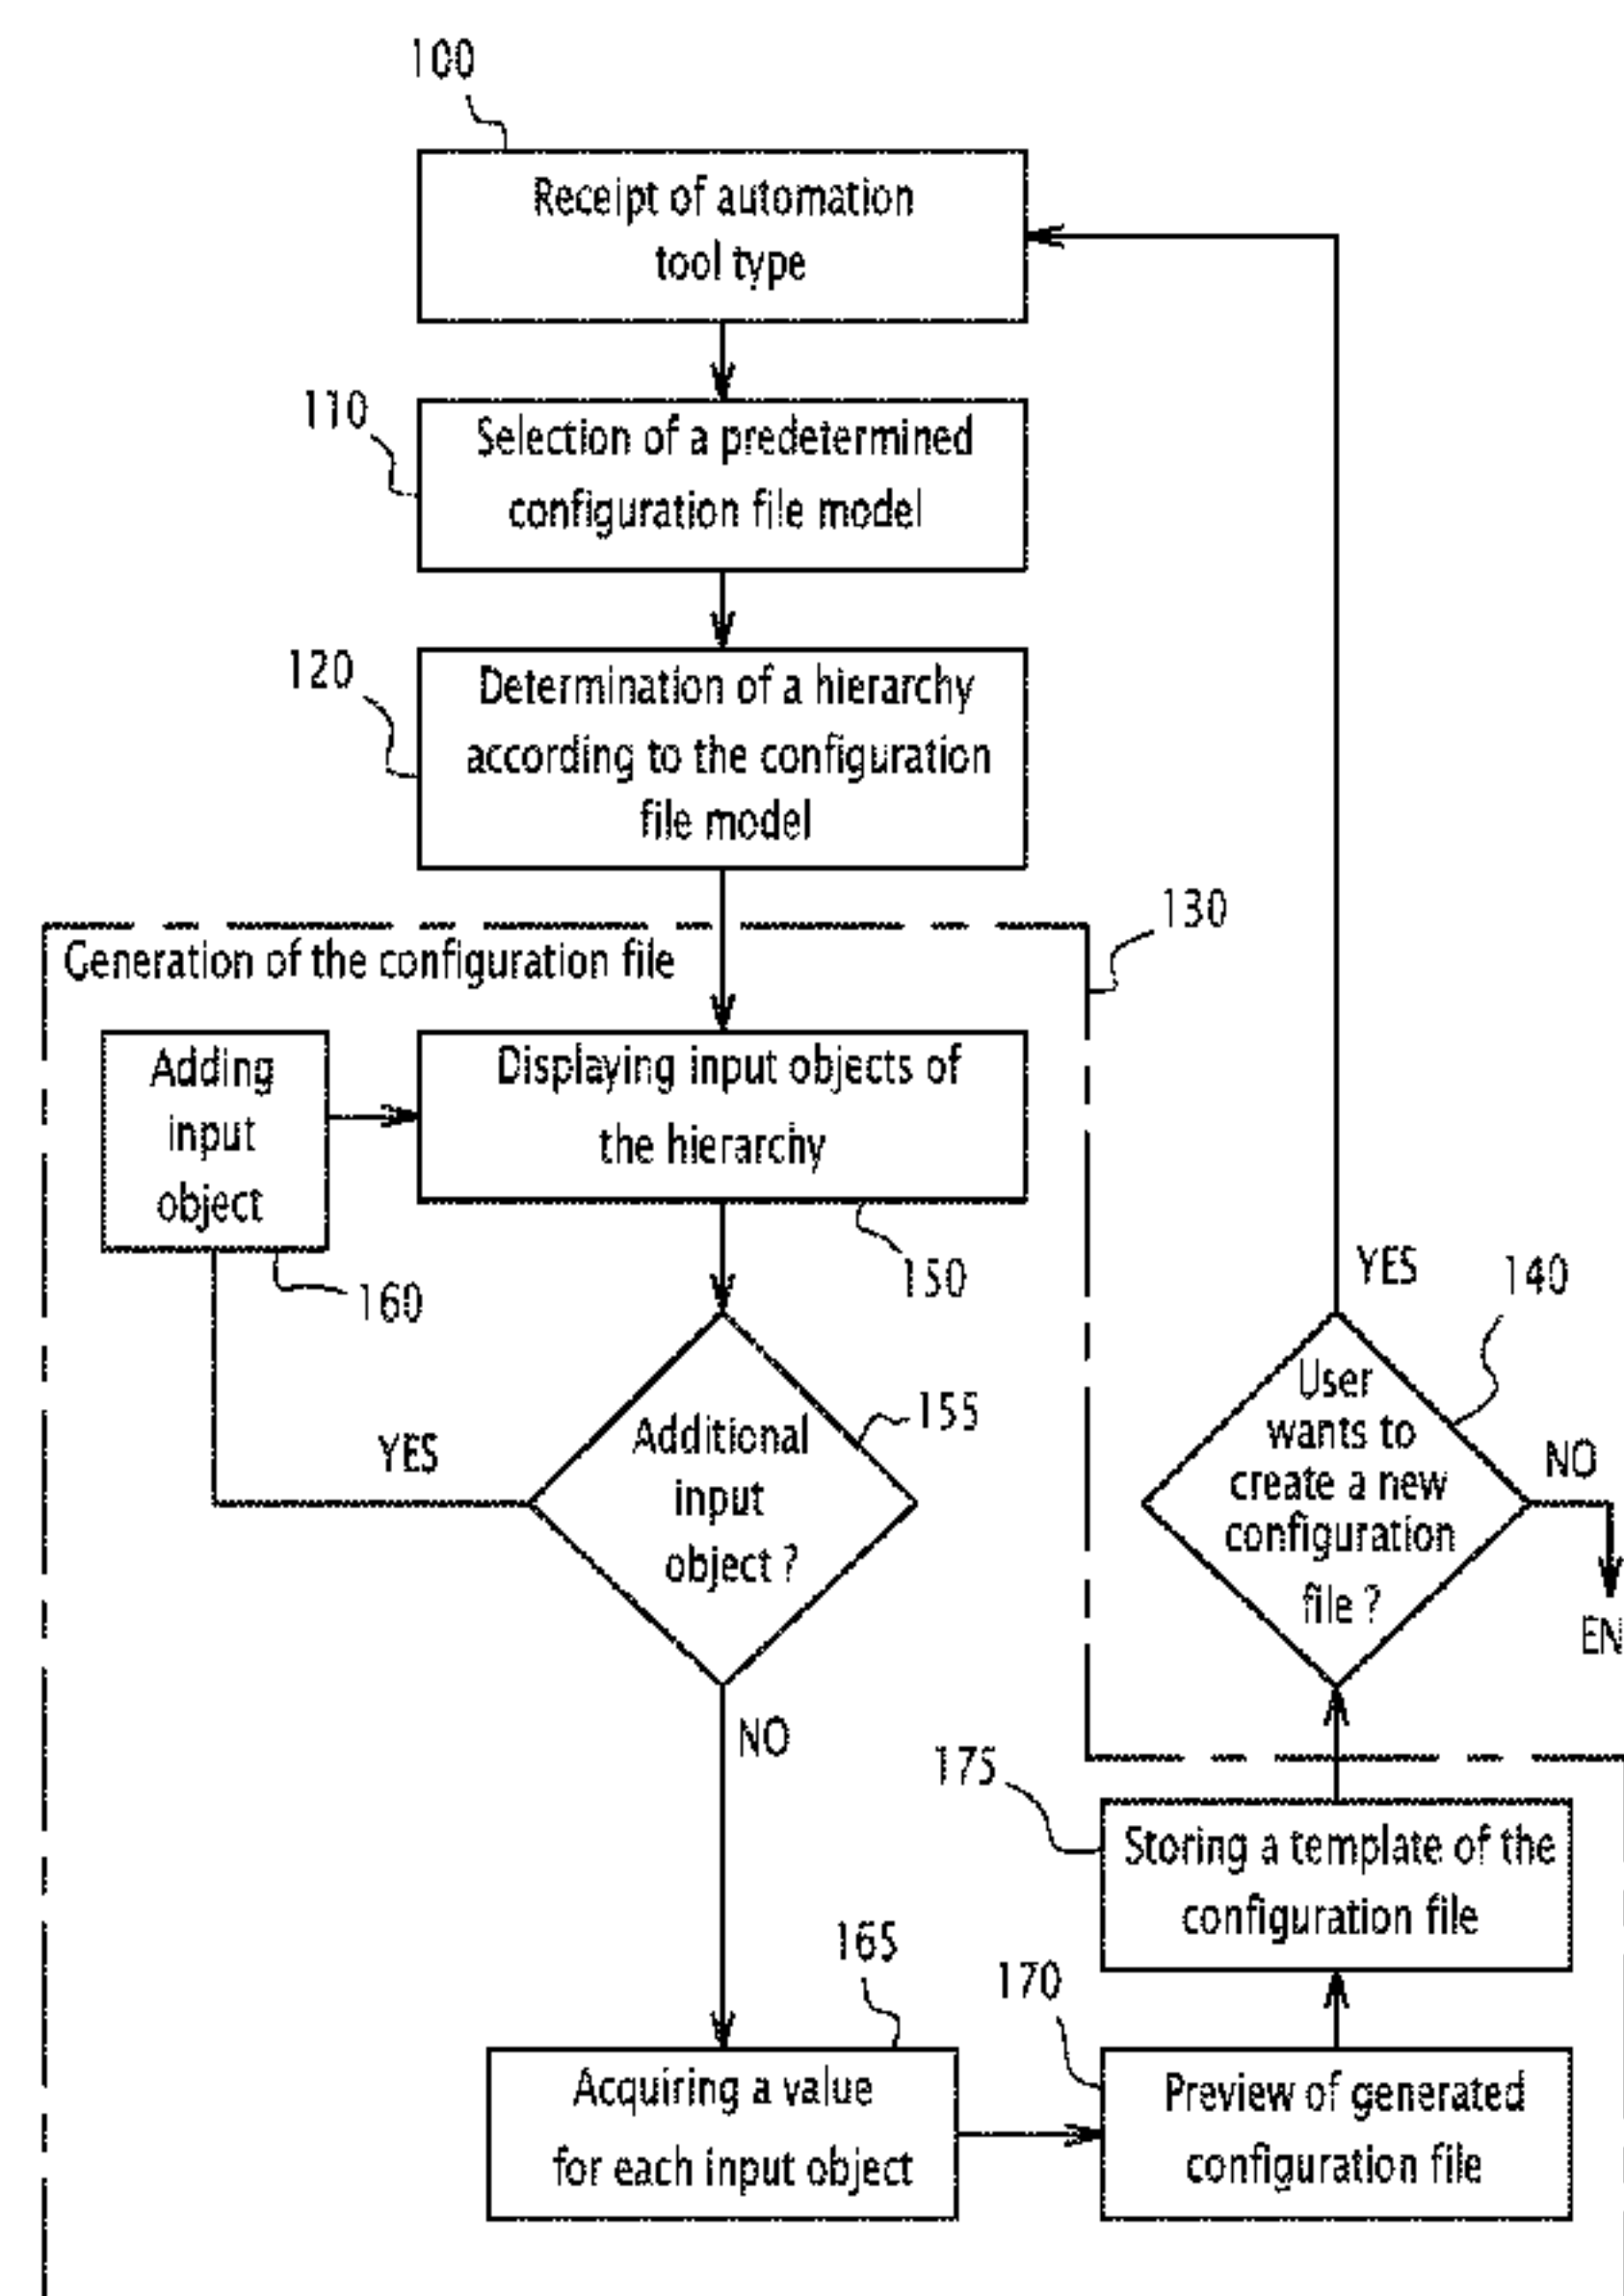 100
Receipt of automation
tool type
110
Selection of a predetermined
configuration file model
120
Determination of a hierarchy
according to the configuration
file model
130
Generation of the configuration file
Adding
input
object
160
Displaying input objects of
the hierarchy
150
YES
Additional
input
object ?
155
NO
YES
140
User
wants to
create a new
configuration
file ?
NO
EN
175
Storing a template of the
configuration file
165
Acquiring a value
for each input object
170
Preview of generated
configuration file